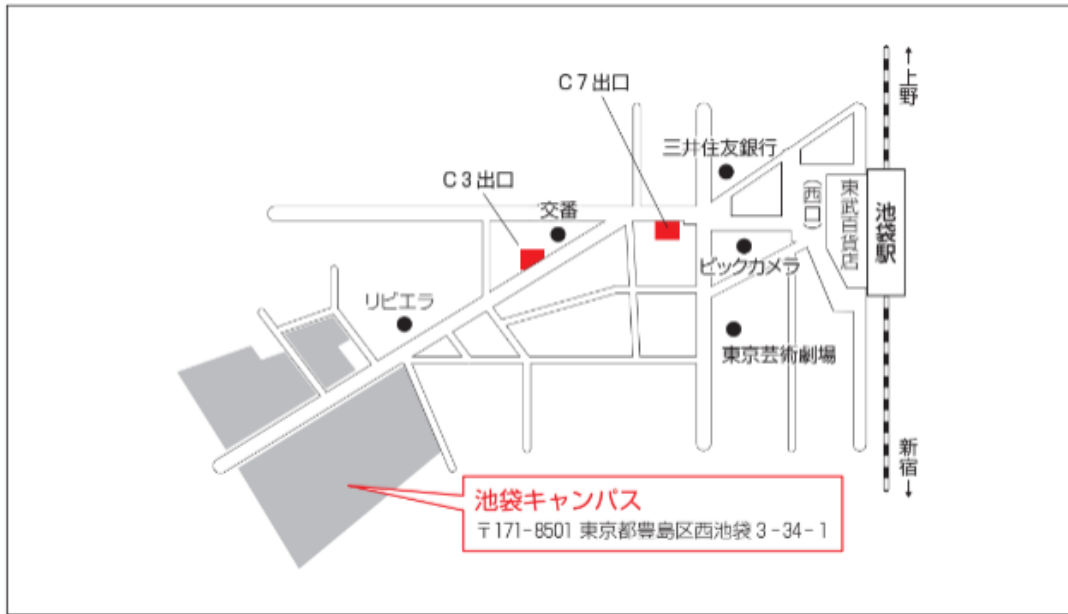 ↑上野
C7出口
三井住友銀行
C3出口
交番
(西口)
東武百貨店
池袋駅
ビックカメラ
リビエラ
東京芸術劇場
新宿↓
池袋キャンパス
〒171-8501 東京都豊島区西池袋3-34-1